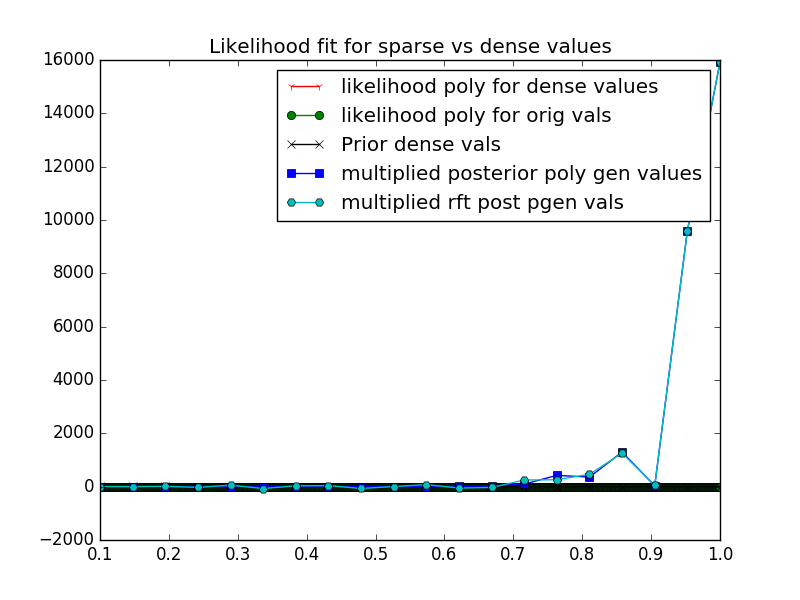 Likelihood fit for sparse vs dense values
16000
14000
12000
10000
8000
6000
4000
2000
0
−2000
likelihood poly for dense values
likelihood poly for orig vals
Prior dense vals
multiplied posterior poly gen values
multiplied rft post pgen vals
0.1 0.2 0.3 0.4 0.5 0.6 0.7 0.8 0.9 1.0